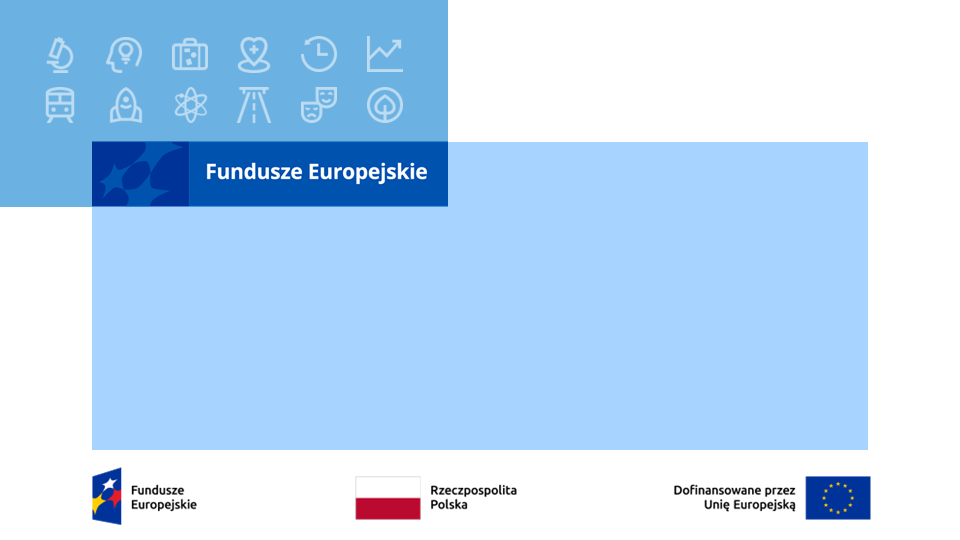 Fundusze Europejskie
Fundusze
Europejskie
Rzeczpospolita
Polska
Dofinansowane przez
Unię Europejską